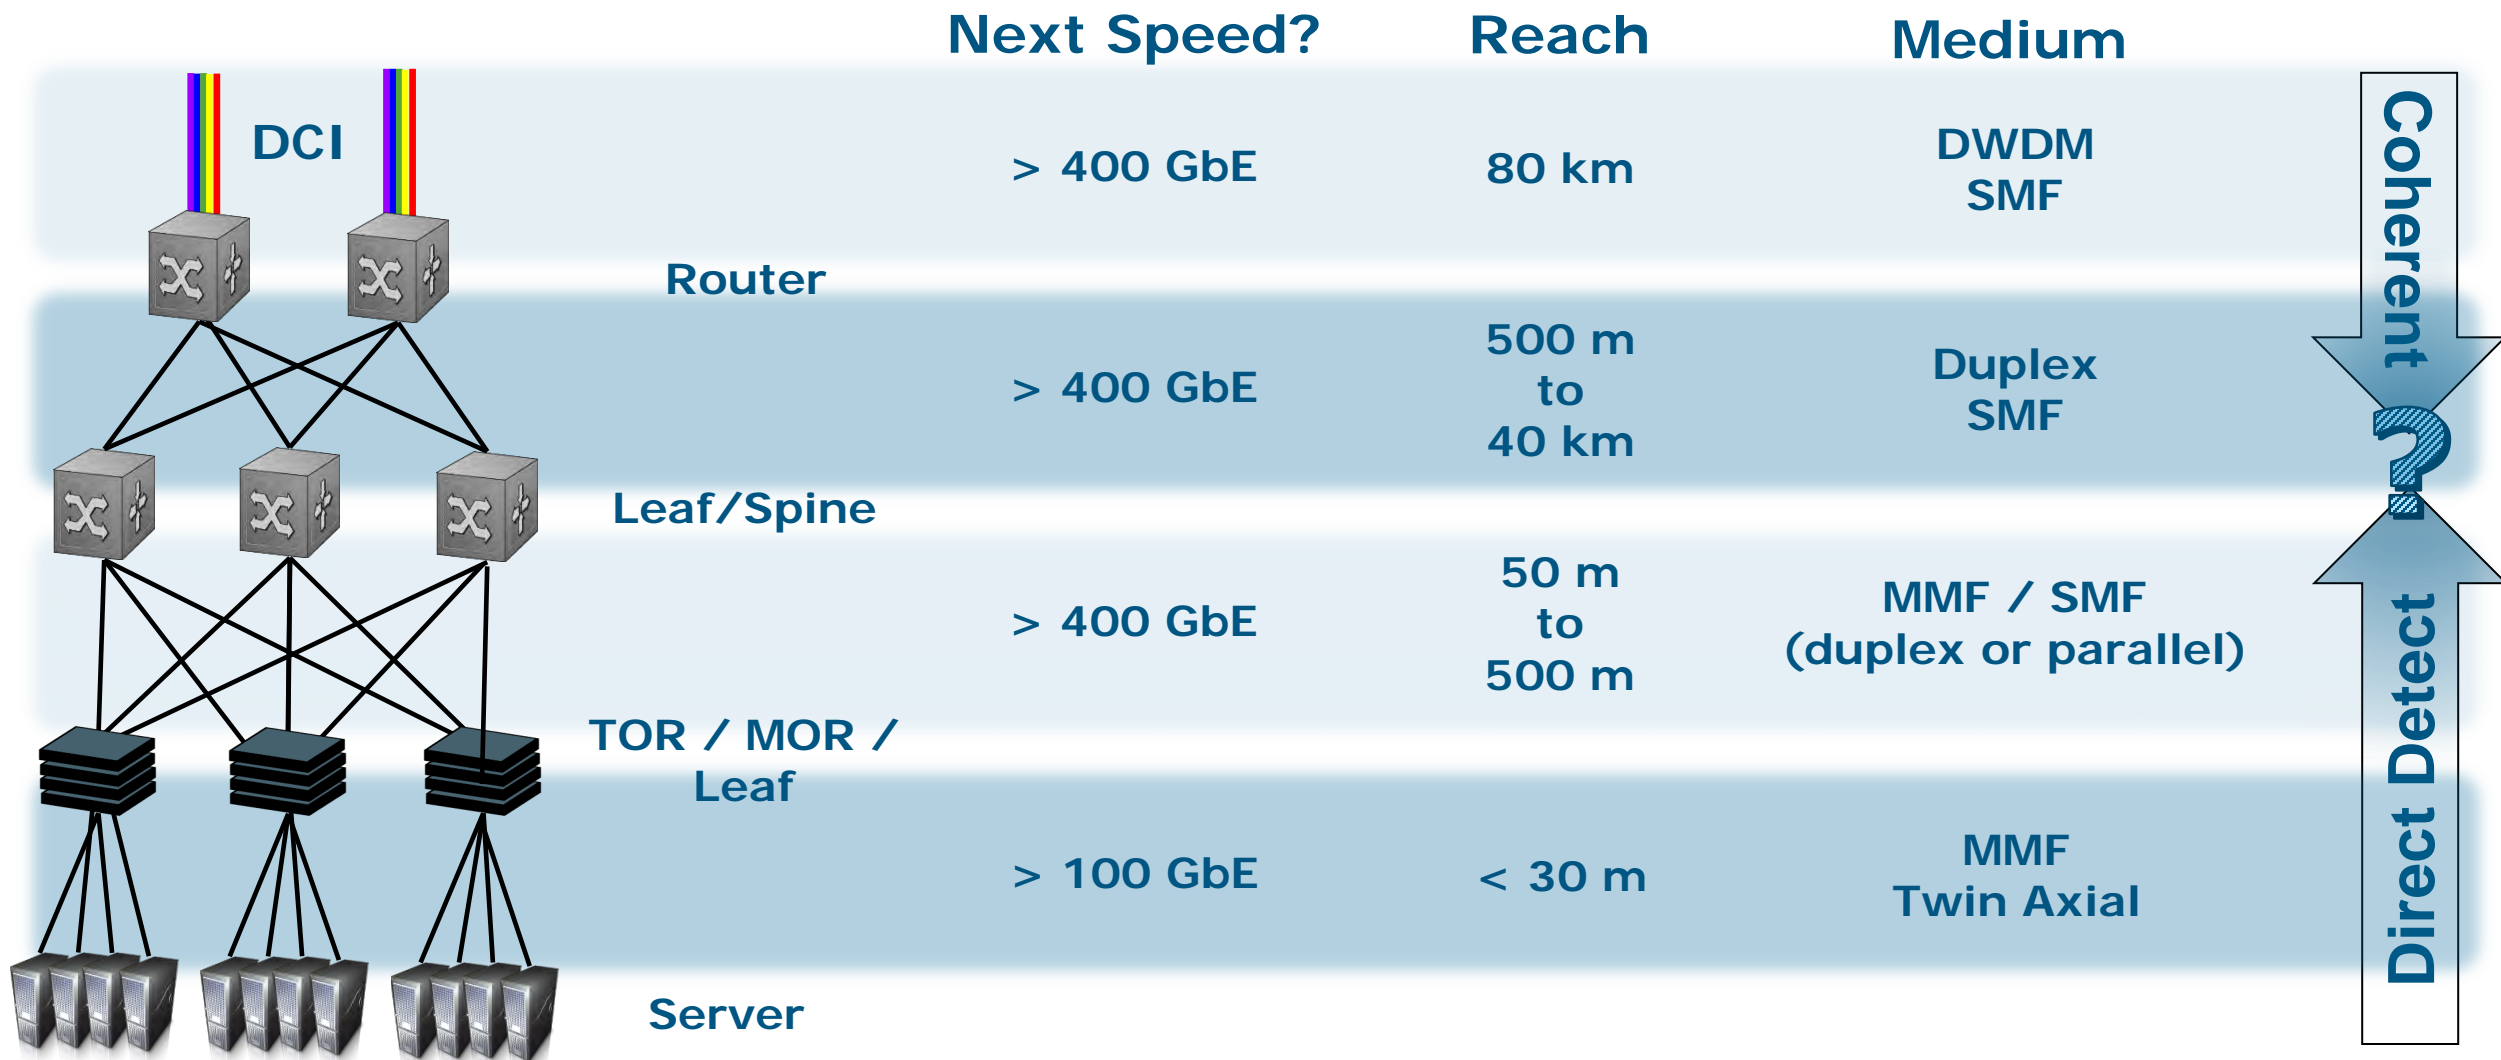 Next Speed?
Reach
Medium
DCI
> 400 GbE
80 km
DWDM
SMF
Coherent
Router
> 400 GbE
500 m
to
40 km
Duplex
SMF
?
Leaf/Spine
> 400 GbE
50 m
to
500 m
MMF / SMF
(duplex or parallel)
TOR / MOR /
Leaf
> 100 GbE
< 30 m
MMF
Twin Axial
Direct Detect
Server